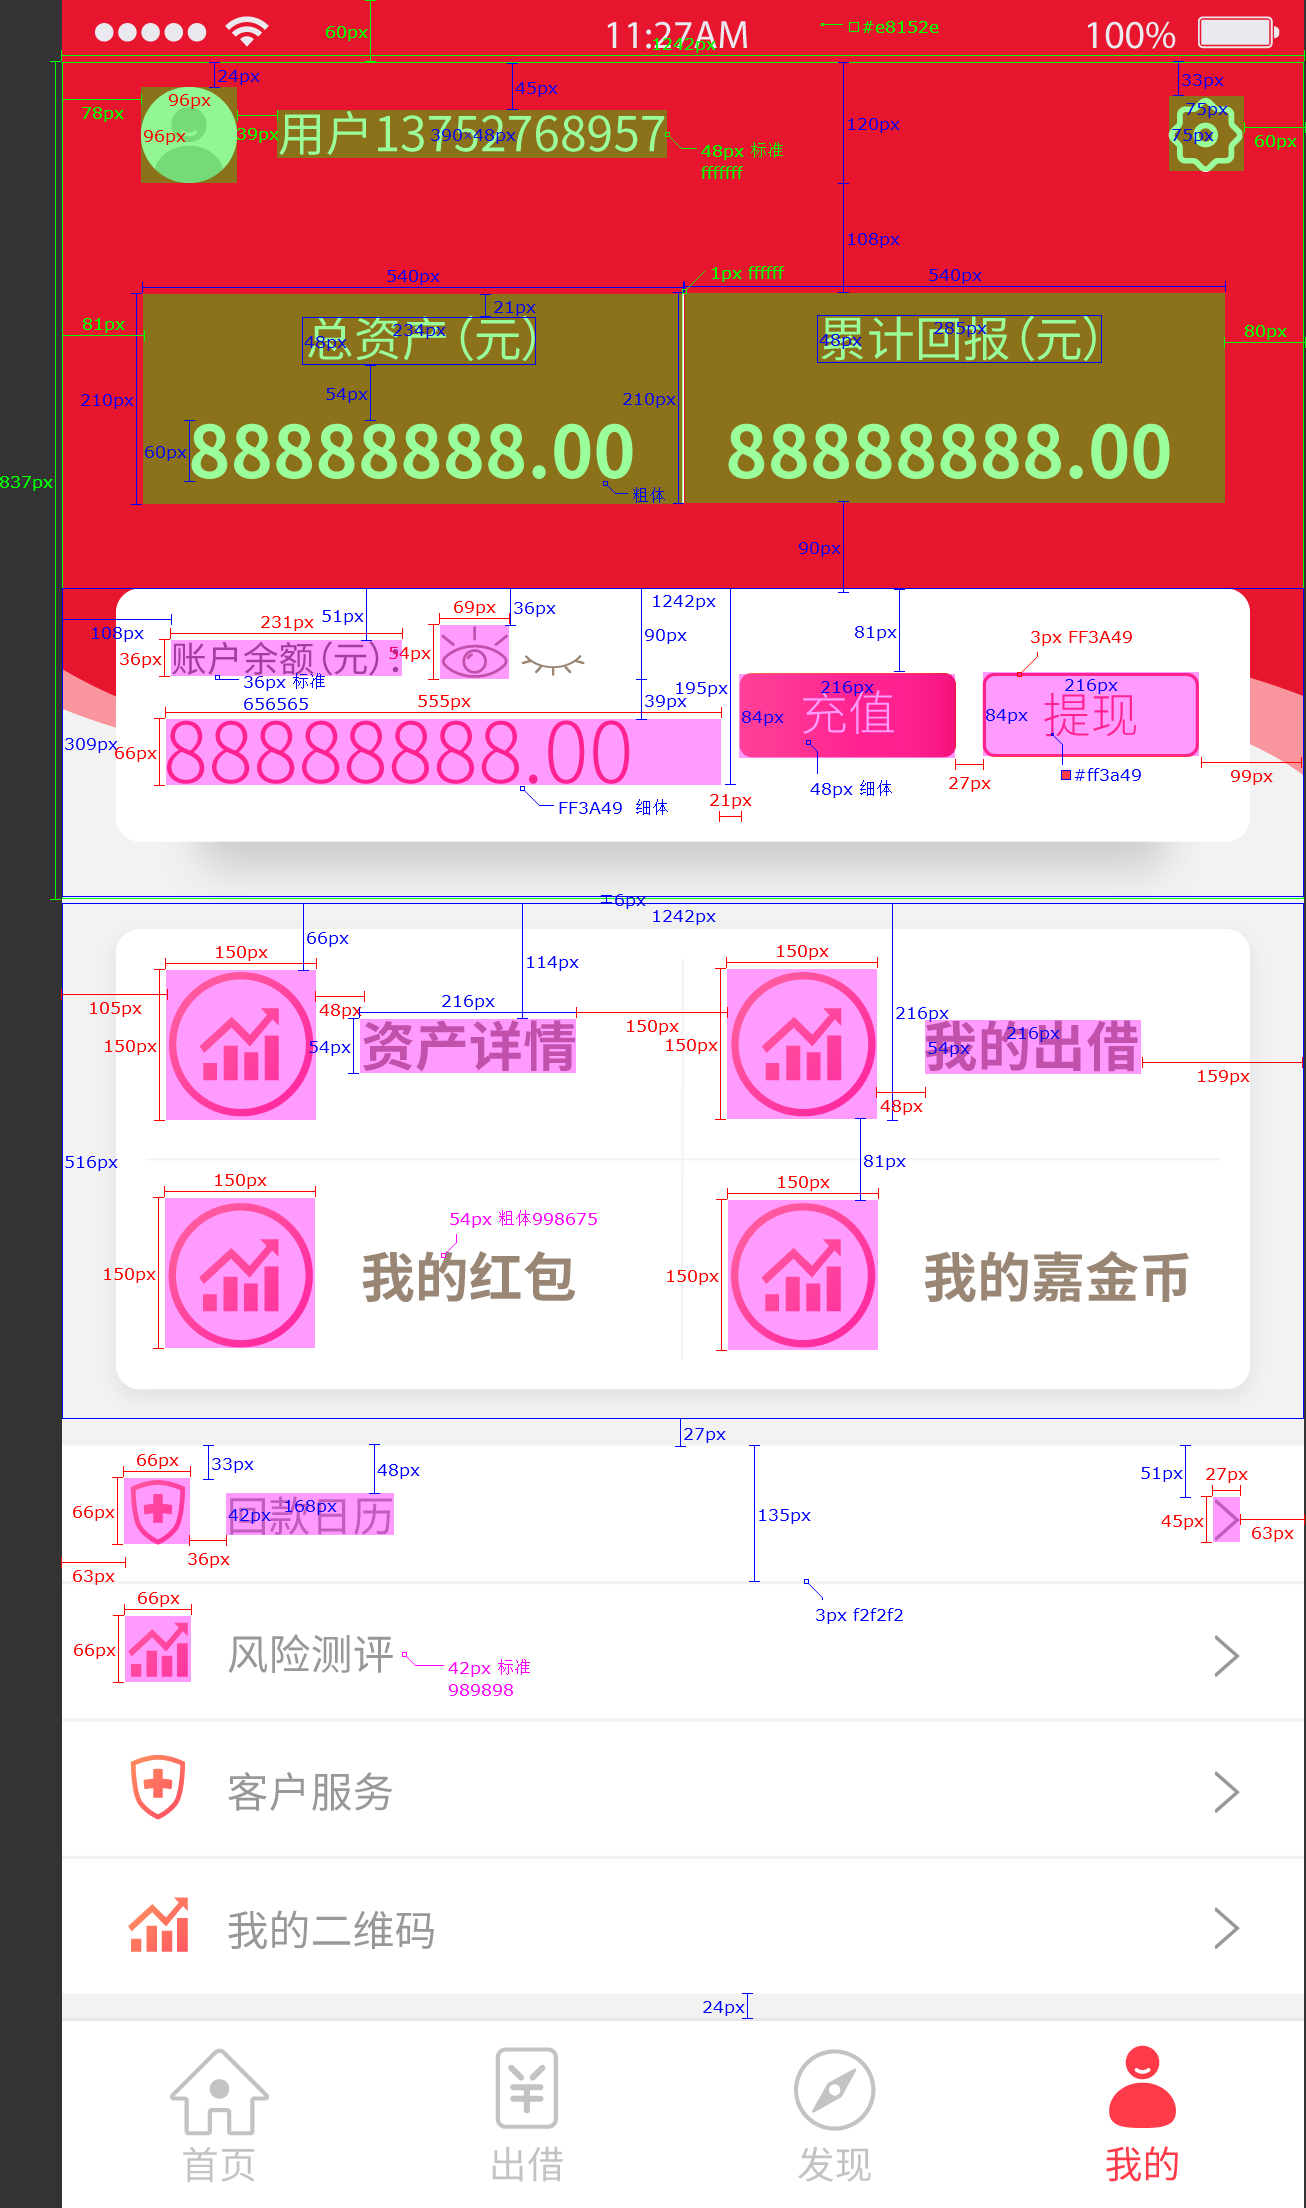 60px
11:27AM
1242px
□#e8152e
100%
24px
45px
33px
78px
96px
96px
39px
用户13752768957
390×48px
48px 标准
fffffff
120px
75px
75px
60px
108px
540px
1px ffffff
540px
81px
21px
总资产(元)
234px
48px
累计回报(元)
285px
48px
80px
210px
54px
210px
60px
88888888.00
88888888.00
837px
粗体
90px
108px
231px
51px
69px
36px
1242px
90px
81px
3px FF3A49
36px
账户余额(元):
54px
36px 标准
656565
555px
39px
195px
216px
充值
84px
216px
提现
84px
309px
66px
88888888.00
FF3A49 细体
21px
48px 细体
27px
#ff3a49
99px
6px
1242px
150px
66px
114px
150px
105px
48px
216px
150px
216px
150px
54px
资产详情
150px
我的出借
216px
54px
48px
159px
516px
81px
150px
150px
54px 粗体998675
150px
我的红包
150px
我的嘉金币
27px
66px
33px
48px
51px
27px
66px
回款日历
168px
42px
135px
45px
63px
36px
63px
66px
3px f2f2f2
66px
风险测评
42px 标准
989898
客户服务
我的二维码
24px
首页
出借
发现
我的